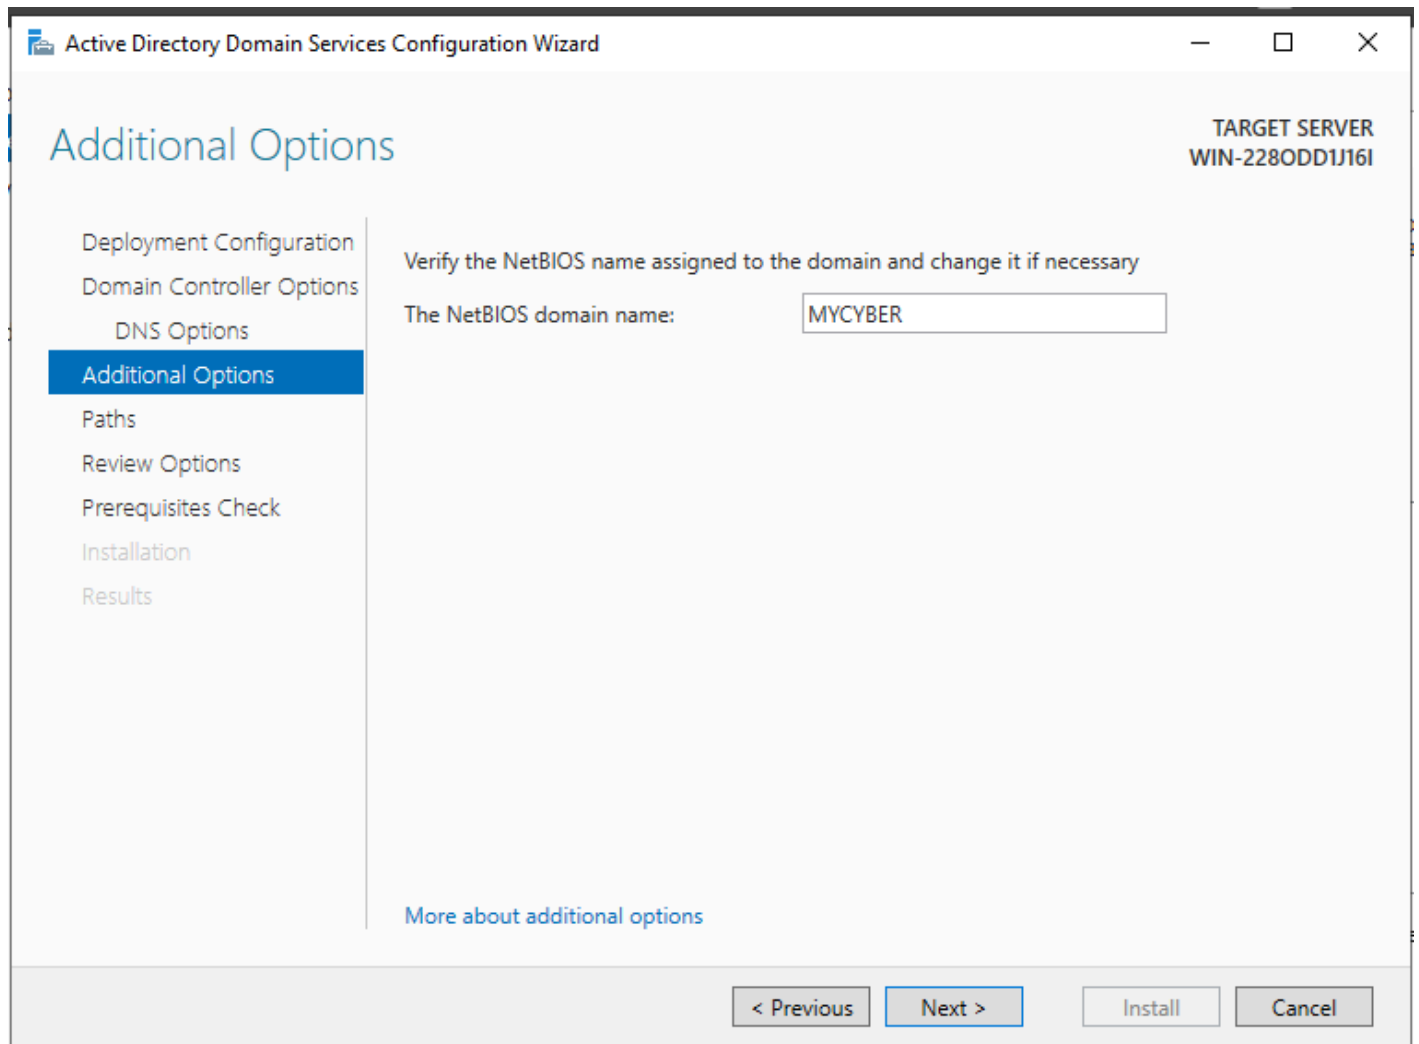 Active Directory Domain Services Configuration Wizard
Additional Options
TARGET SERVER
WIN-228ODD1J16I
Deployment Configuration
Domain Controller Options
DNS Options
Additional Options
Paths
Review Options
Prerequisites Check
Installation
Results
Verify the NetBIOS name assigned to the domain and change it if necessary
The NetBIOS domain name:
MYCYBER
More about additional options
< Previous
Next >
Install
Cancel